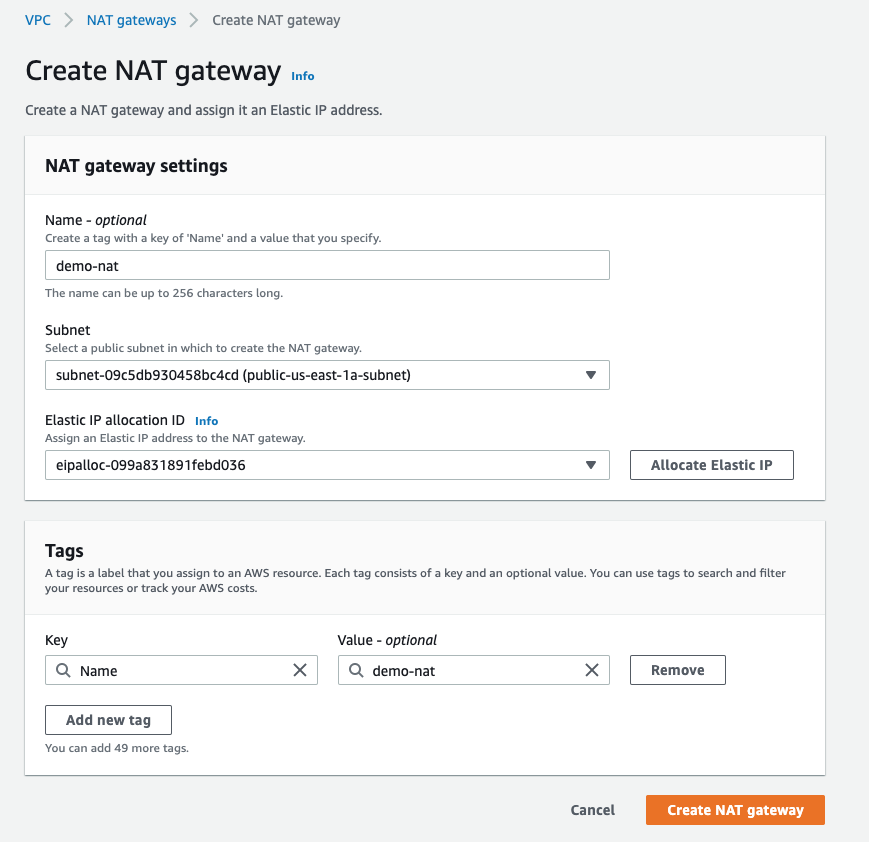 VPC > NAT gateways > Create NAT gateway
Create NAT gateway Info
Create a NAT gateway and assign it an Elastic IP address.
NAT gateway settings
Name - optional
Create a tag with a key of 'Name' and a value that you specify.
demo-nat
The name can be up to 256 characters long.
Subnet
Select a public subnet in which to create the NAT gateway.
subnet-09c5db930458bc4cd (public-us-east-1a-subnet)
Elastic IP allocation ID Info
Assign an Elastic IP address to the NAT gateway.
eipalloc-099a831891febd036 Allocate Elastic IP
Tags
A tag is a label that you assign to an AWS resource. Each tag consists of a key and an optional value. You can use tags to search and filter
your resources or track your AWS costs.
Key Value - optional
Name demo-nat Remove
Add new tag
You can add 49 more tags.
Cancel Create NAT gateway